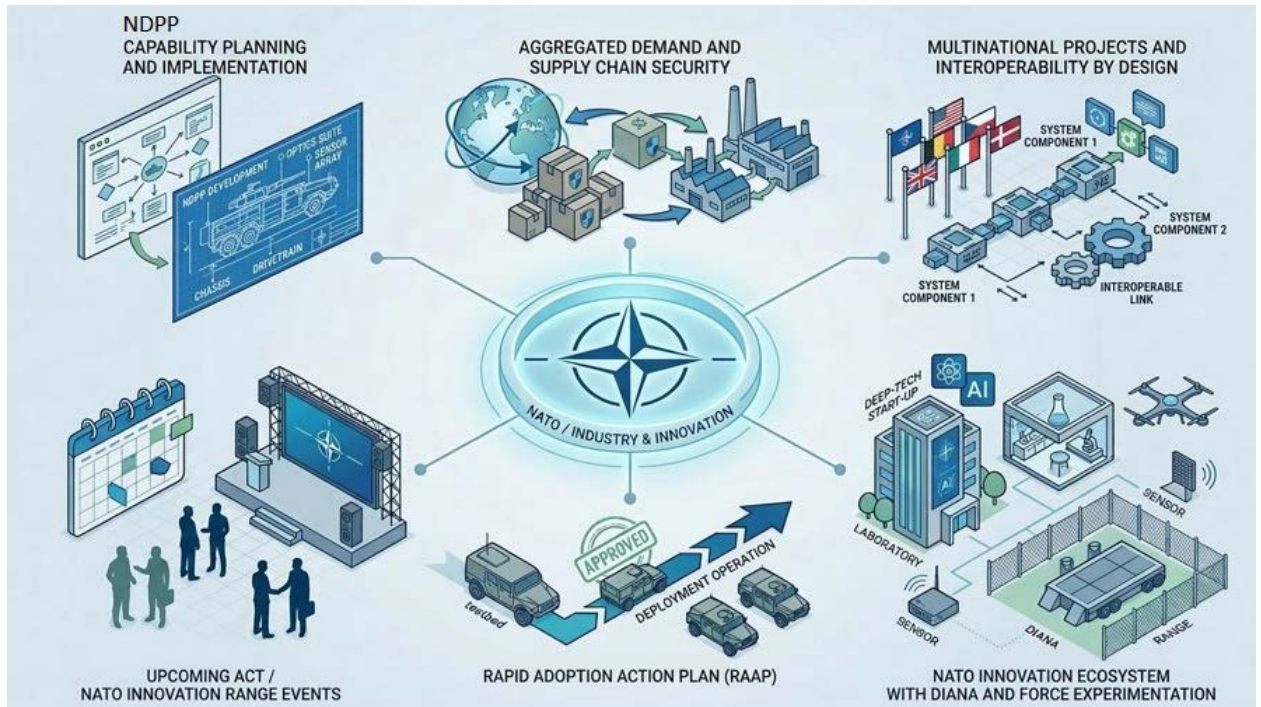 NDPP
CAPABILITY PLANNING
AND IMPLEMENTATION
NDPP DEVELOPMENT
OPTICS SUITE
SENSOR
ARRAY
DRIVETRAIN
CHASSIS
AGGREGATED DEMAND AND
SUPPLY CHAIN SECURITY
$
MULTINATIONAL PROJECTS AND
INTEROPERABILITY BY DESIGN
SYSTEM
COMPONENT 1
SYSTEM
COMPONENT 2
SYSTEM
COMPONENT 1
INTEROPERABLE
LINK
NATO / INDUSTRY & INNOVATION
UPCOMING ACT /
NATO INNOVATION RANGE EVENTS
APPROVED
DEPLOYMENT OPERATION
RAPID ADOPTION ACTION PLAN (RAAP)
DEEP-TECH
START-UP
AI
AI
LABORATORY
SENSOR
SENSOR
DIANA
RANGE
NATO INNOVATION ECOSYSTEM
WITH DIANA AND FORCE EXPERIMENTATION